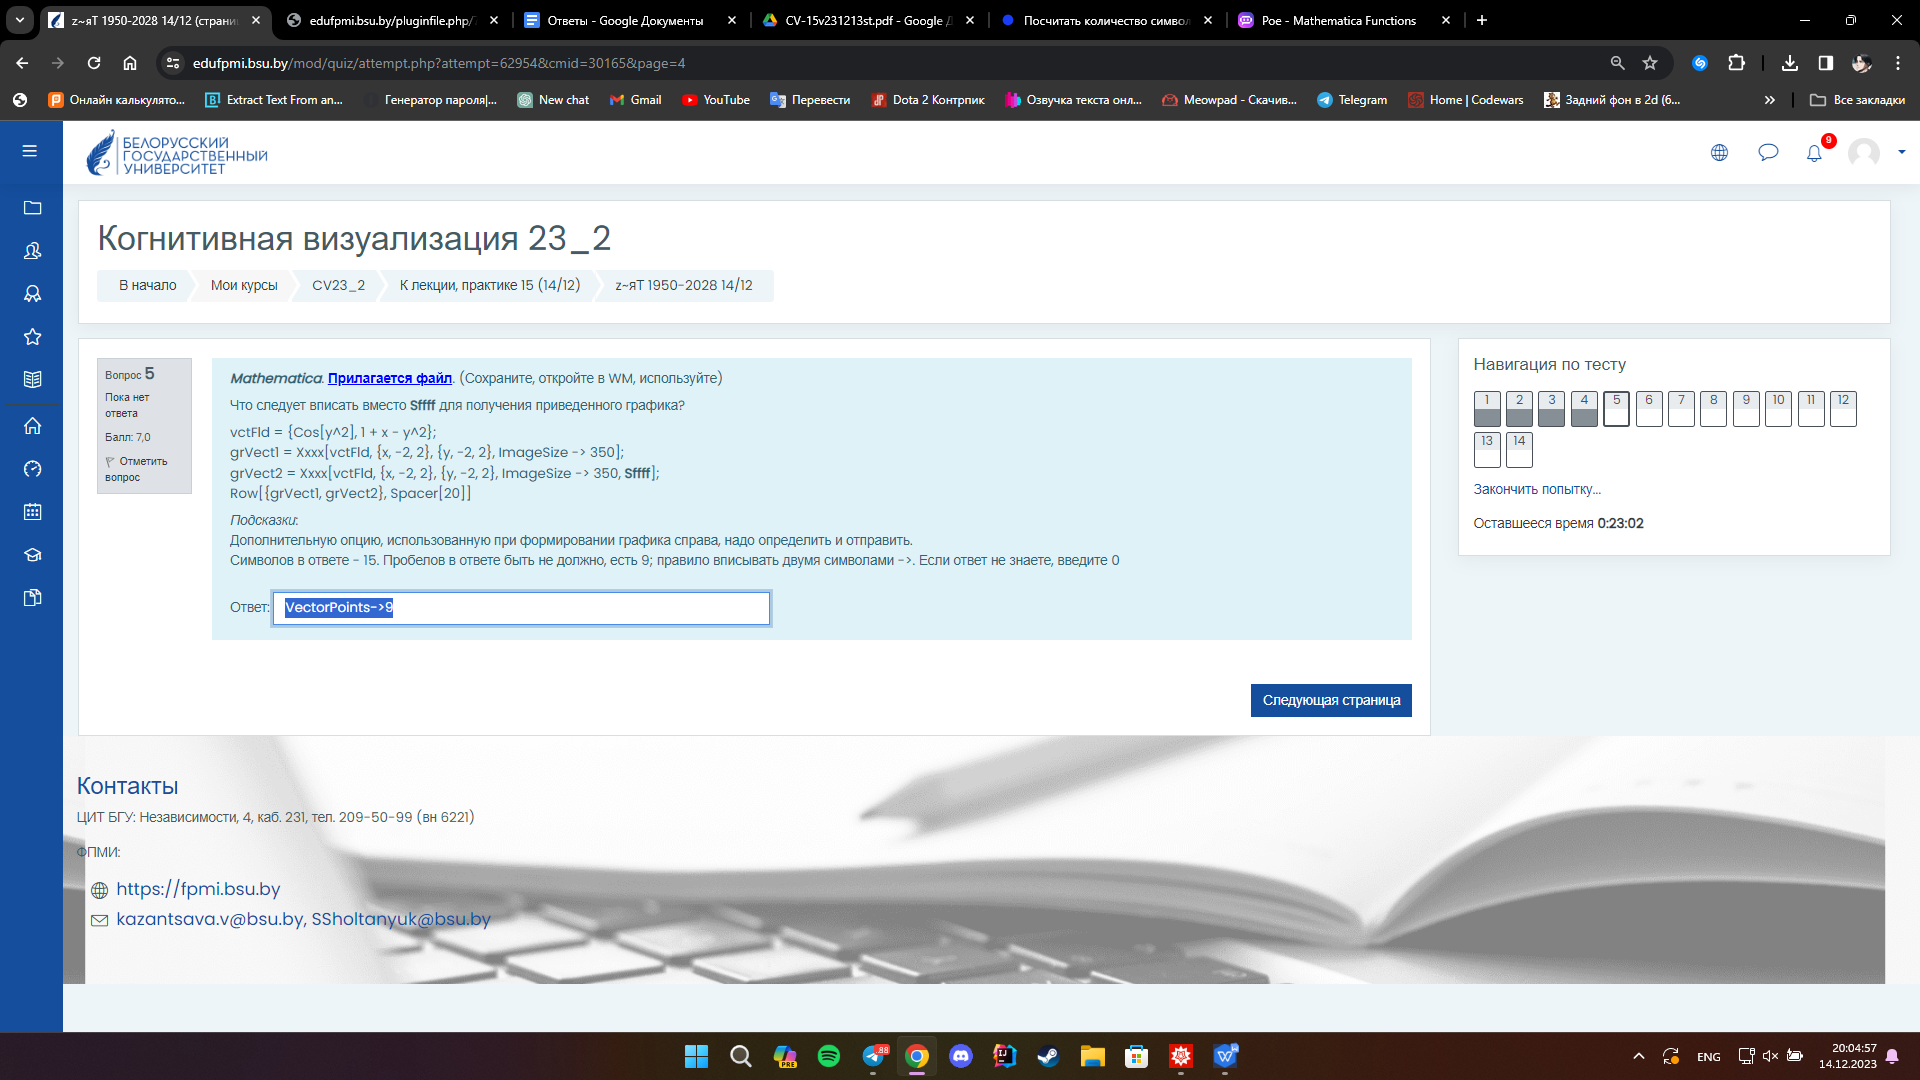 z~яТ 1950-2028 14/12 (страни
edufpmi.bsu.by/pluginfile.php/
Ответы - Google Документы
CV-15v231213st.pdf - Google Д
Посчитать количество символ
Poe - Mathematica Functions
edufpmi.bsu.by/mod/quiz/attempt.php?attempt=62954&cmid=30165&page=4
Онлайн калькулято...
Extract Text From an...
Генератор пароля|...
New chat
Gmail
YouTube
Перевести
Dota 2 Контрпик
Озвучка текста онл...
Meowpad - Скачив...
Telegram
Home | Codewars
Задний фон в 2d (6...
Все закладки
БЕЛОРУССКИЙ
ГОСУДАРСТВЕННЫЙ
УНИВЕРСИТЕТ
9
Когнитивная визуализация 23_2
В начало
Мои курсы
CV23_2
К лекции, практике 15 (14/12)
z~яТ 1950-2028 14/12
Вопрос 5
Пока нет
ответа
Балл: 7,0
Отметить
вопрос
Mathematica. Прилагается файл. (Сохраните, откройте в WM, используйте)
Что следует вписать вместо Sffff для получения приведенного графика?
vctFld = {Cos[y^2], 1 + x - y^2};
grVect1 = Xxxx[vctFld, {x, -2, 2}, {y, -2, 2}, ImageSize -> 350];
grVect2 = Xxxx[vctFld, {x, -2, 2}, {y, -2, 2}, ImageSize -> 350, Sffff];
Row[{grVect1, grVect2}, Spacer[20]]
Подсказки:
Дополнительную опцию, использованную при формировании графика справа, надо определить и отправить.
Символов в ответе - 15. Пробелов в ответе быть не должно, есть 9; правило вписывать двумя символами ->. Если ответ не знаете, введите 0
Ответ: VectorPoints->9
Следующая страница
Навигация по тесту
1 2 3 4 5 6 7 8 9 10 11 12
13 14
Закончить попытку...
Оставшееся время 0:23:02
Контакты
ЦИТ БГУ: Независимости, 4, каб. 231, тел. 209-50-99 (вн 6221)
ФПМИ:
https://fpmi.bsu.by
kazantsava.v@bsu.by, SSholtanyuk@bsu.by
PRE
88
ENG
20:04:57
14.12.2023